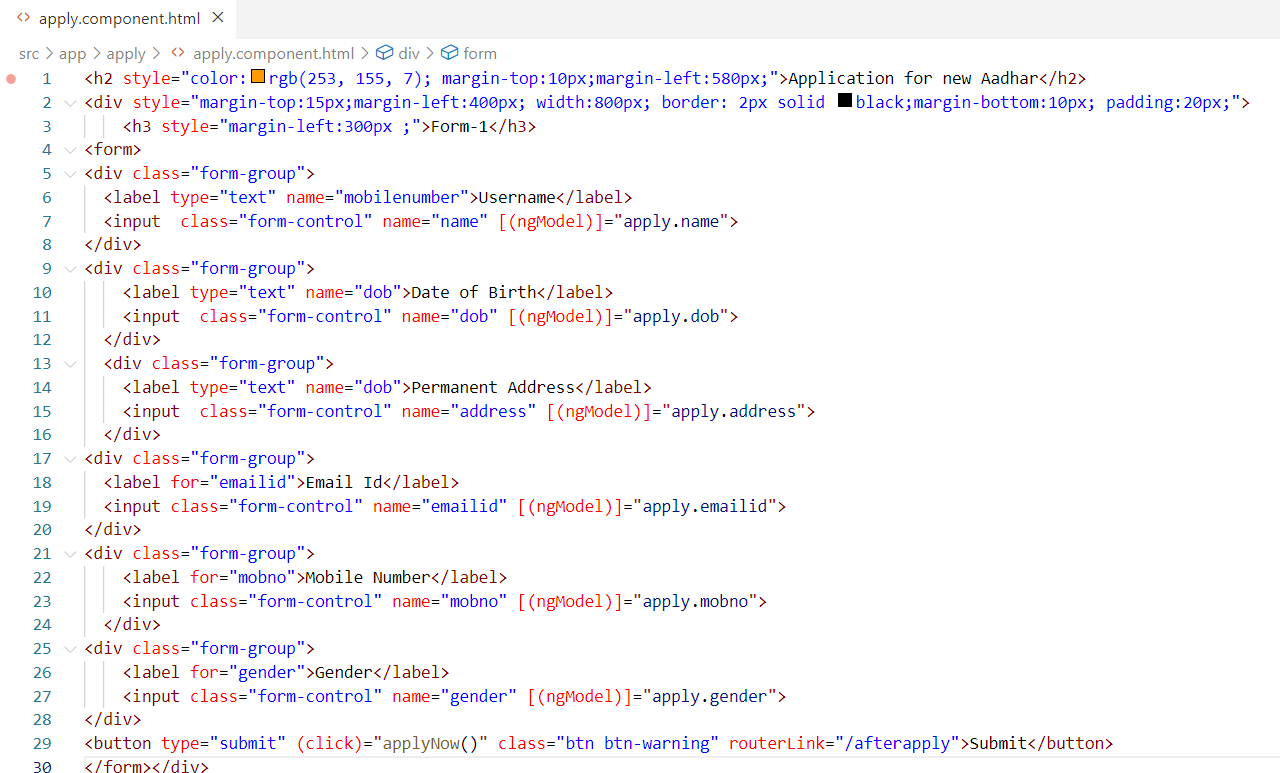 apply.component.html
src > app > apply > apply.component.html > div > form
1 <h2 style="color:rgb(253, 155, 7); margin-top:10px;margin-left:580px;">Application for new Aadhar</h2>
2 <div style="margin-top:15px;margin-left:400px; width:800px; border: 2px solid black;margin-bottom:10px; padding:20px;">
3 <h3 style="margin-left:300px ;">Form-1</h3>
4 <form>
5 <div class="form-group">
6 <label type="text" name="mobilenumber">Username</label>
7 <input  class="form-control" name="name" [(ngModel)]="apply.name">
8 </div>
9 <div class="form-group">
10 <label type="text" name="dob">Date of Birth</label>
11 <input  class="form-control" name="dob" [(ngModel)]="apply.dob">
12 </div>
13 <div class="form-group">
14 <label type="text" name="dob">Permanent Address</label>
15 <input  class="form-control" name="address" [(ngModel)]="apply.address">
16 </div>
17 <div class="form-group">
18 <label for="emailid">Email Id</label>
19 <input class="form-control" name="emailid" [(ngModel)]="apply.emailid">
20 </div>
21 <div class="form-group">
22 <label for="mobno">Mobile Number</label>
23 <input class="form-control" name="mobno" [(ngModel)]="apply.mobno">
24 </div>
25 <div class="form-group">
26 <label for="gender">Gender</label>
27 <input class="form-control" name="gender" [(ngModel)]="apply.gender">
28 </div>
29 <button type="submit" (click)="applyNow()" class="btn btn-warning" routerLink="/afterapply">Submit</button>
30 </form></div>